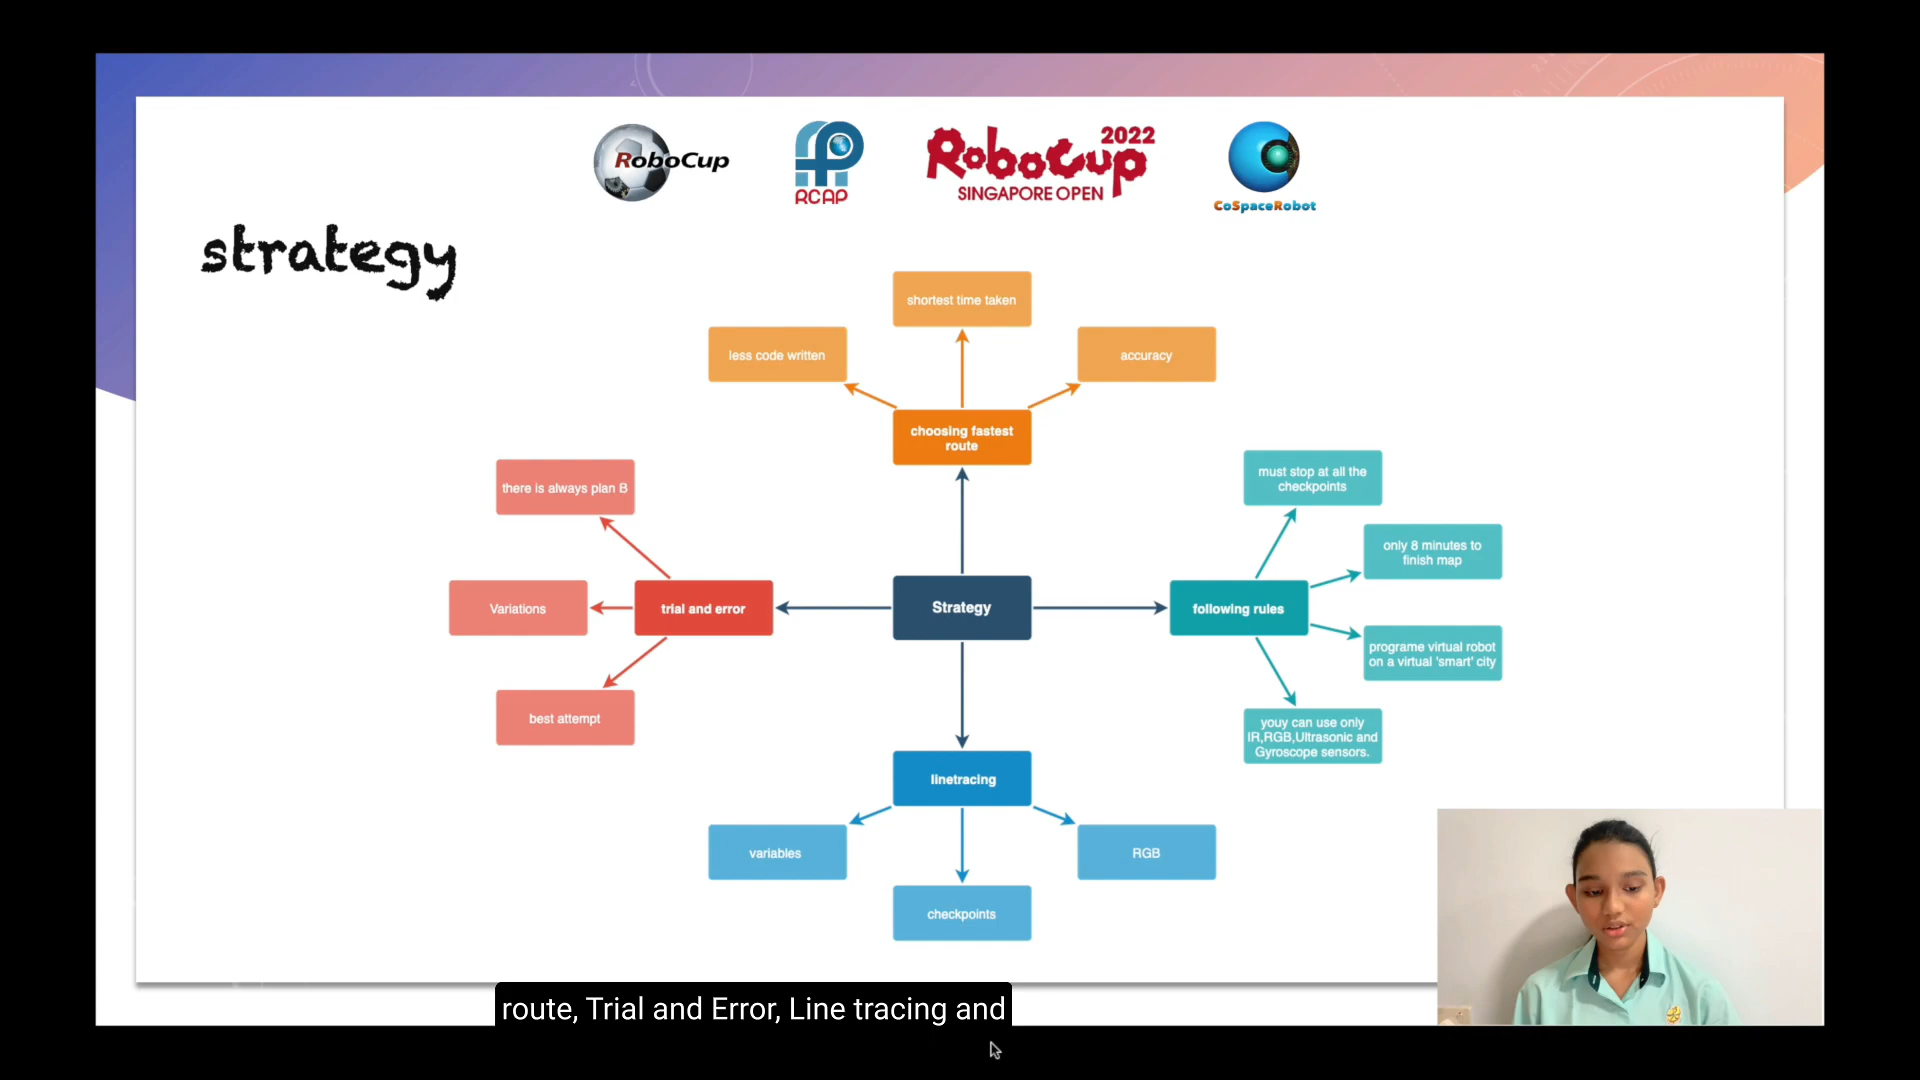 RoboCup
RCAP
RoboCup 2022
SINGAPORE OPEN
CoSpaceRobot
strategy
shortest time taken
less code written
accuracy
choosing fastest
route
there is always plan B
must stop at all the
checkpoints
only 8 minutes to
finish map
Variations
trial and error
Strategy
following rules
programe virtual robot
on a virtual 'smart' city
best attempt
youy can use only
IR,RGB,Ultrasonic and
Gyroscope sensors.
linetracing
variables
RGB
checkpoints
route, Trial and Error, Line tracing and